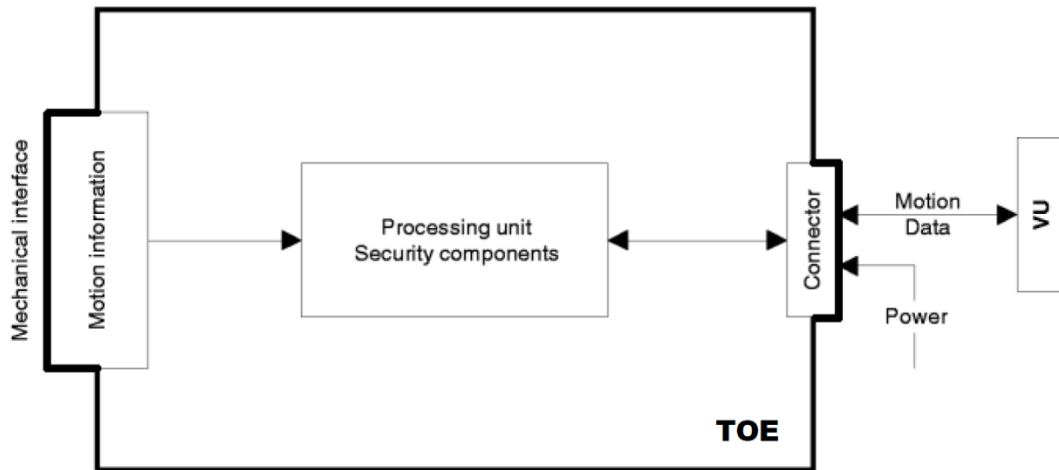 Mechanical interface
Motion information
Processing unit
Security components
Connector
Motion
Data
Power
VU
TOE